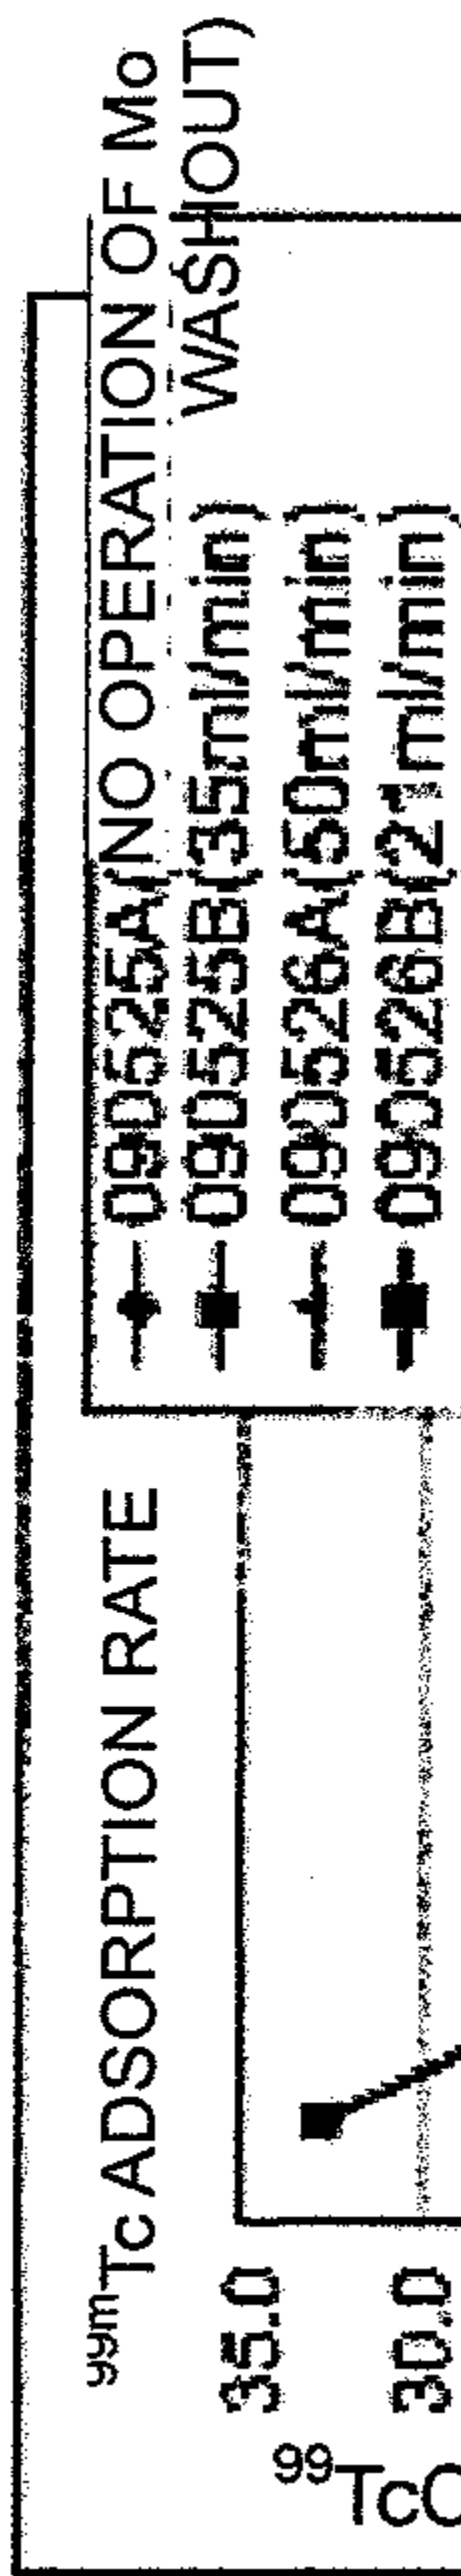 99mTc ADSORPTION RATE
090525A(NO OPERATION OF Mo
WASHOUT)
090525B(35ml/min)
090526A(50ml/min)
090526B(21ml/min)
35.0
30.0
99TcO